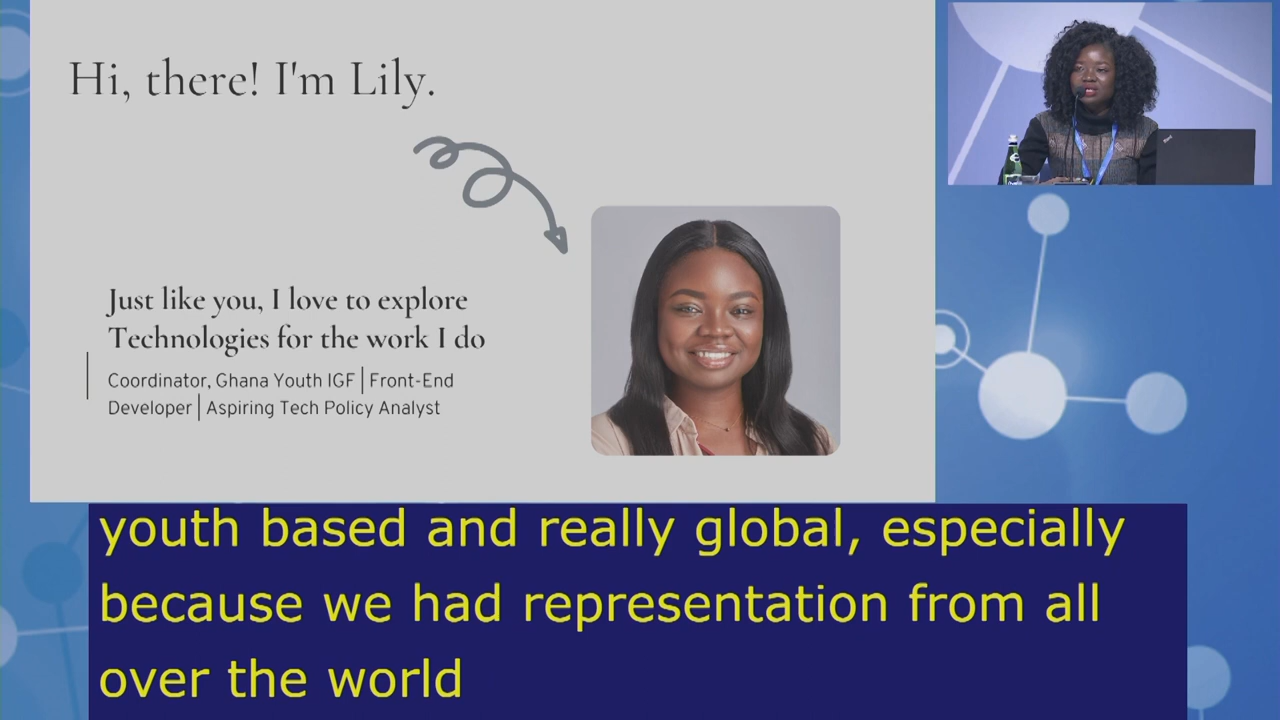 Hi, there! I'm Lily.
Just like you, I love to explore
Technologies for the work I do
Coordinator, Ghana Youth IGF | Front-End
Developer | Aspiring Tech Policy Analyst
youth based and really global, especially
because we had representation from all
over the world